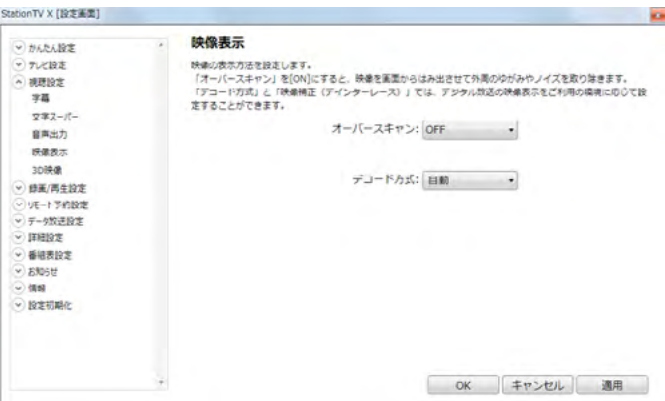 StationTV X [設定画面]
かんたん設定
テレビ設定
視聴設定
字幕
文字スーパー
音声出力
映像表示
3D映像
録画/再生設定
リモート予約設定
データ放送設定
詳細設定
番組表設定
お知らせ
情報
設定初期化
映像表示
映像の表示方法を設定します。
「オーバースキャン」を[ON]にすると、映像を画面からはみ出させて外周のゆがみやノイズを取り除きます。
「デコード方式」と「映像補正（デインターレース）」では、デジタル放送の映像表示をご利用の環境に応じて設
定することができます。
オーバースキャン: OFF
デコード方式: 自動
OK キャンセル 適用